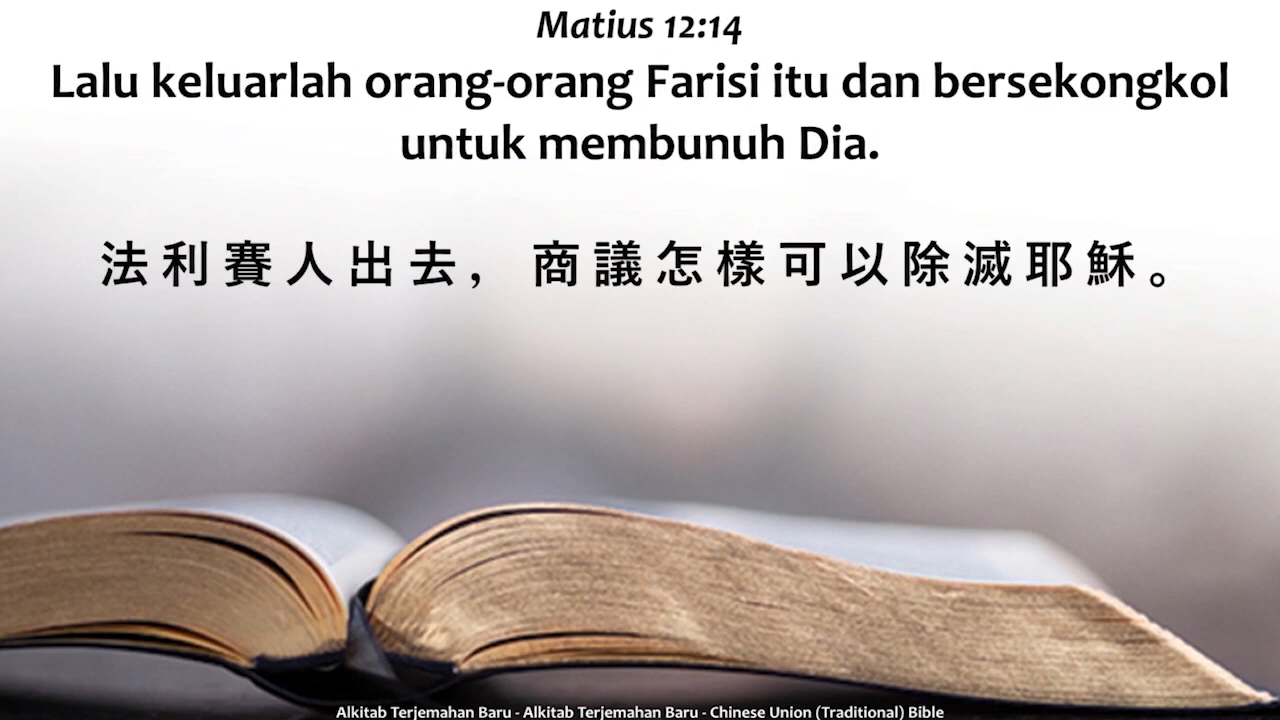 Matius 12:14
Lalu keluarlah orang-orang Farisi itu dan bersekongkol
untuk membunuh Dia.
法利賽人出去，商議怎樣可以除滅耶穌。
Alkitab Terjemahan Baru - Alkitab Terjemahan Baru - Chinese Union (Traditional) Bible